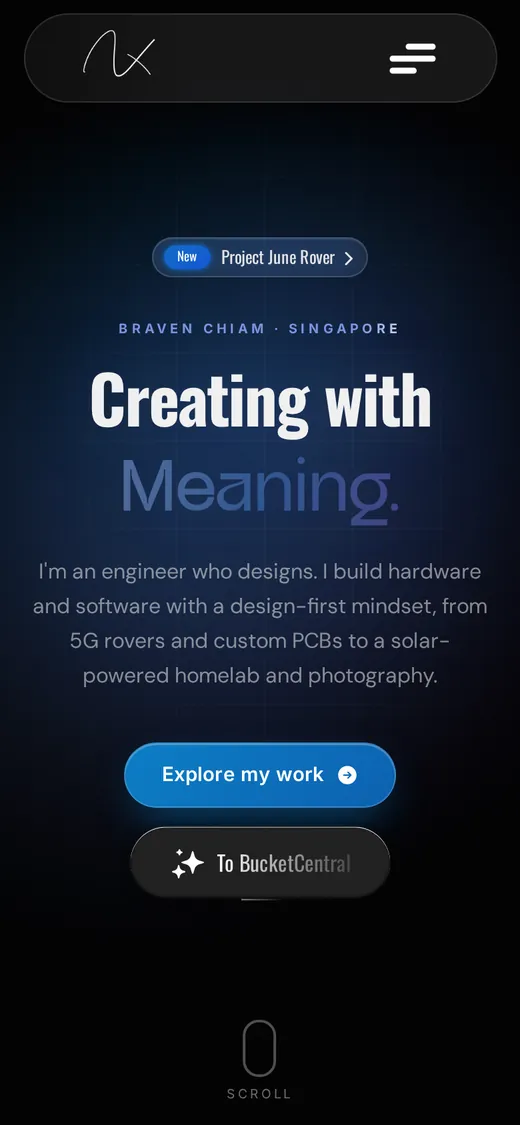 New Project June Rover
BRAVEN CHIAM · SINGAPORE
Creating with
Meaning.
I'm an engineer who designs. I build hardware
and software with a design-first mindset, from
5G rovers and custom PCBs to a solar-
powered homelab and photography.
Explore my work
To BucketCentral
SCROLL